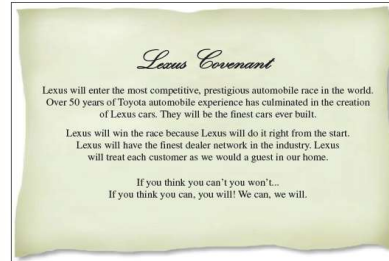 Lexus Covenant
Lexus will enter the most competitive, prestigious automobile race in the world.
Over 50 years of Toyota automobile experience has culminated in the creation
of Lexus cars. They will be the finest cars ever built.
Lexus will win the race because Lexus will do it right from the start.
Lexus will have the finest dealer network in the industry. Lexus
will treat each customer as we would a guest in our home.
If you think you can't you won't...
If you think you can, you will! We can, we will.